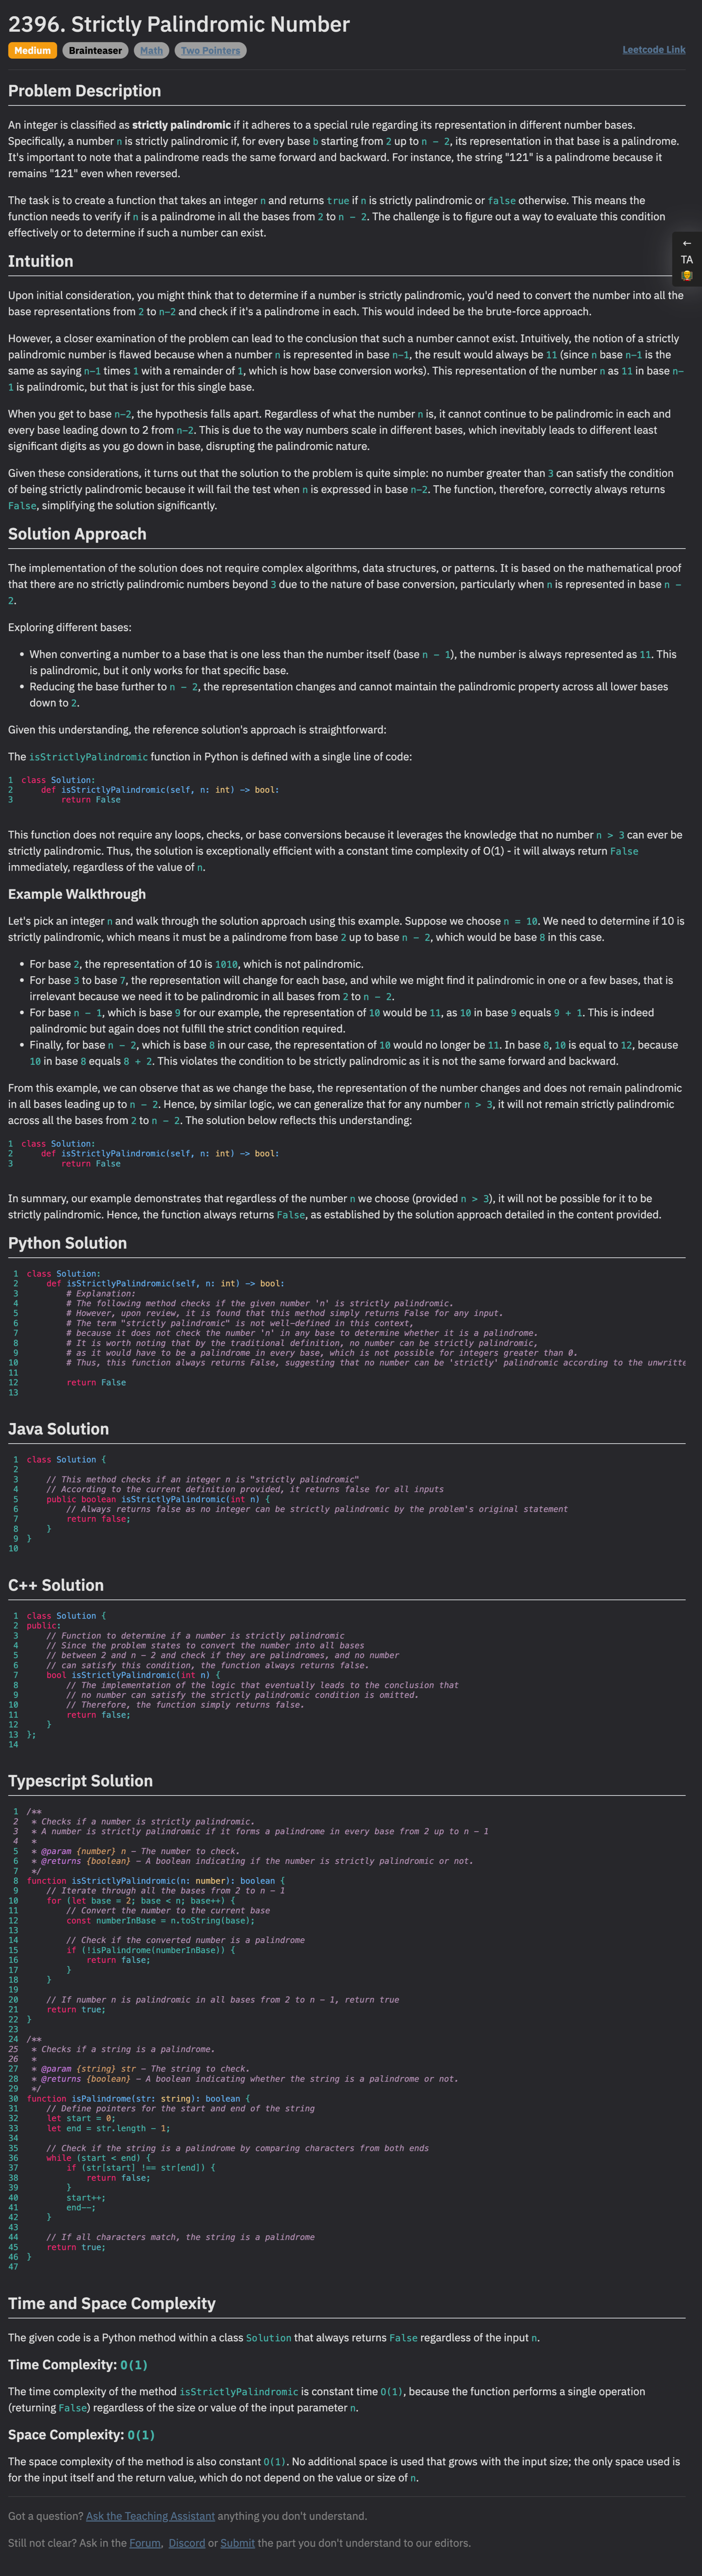 2396. Strictly Palindromic Number
Medium Brainteaser Math Two Pointers Leetcode Link
Problem Description
An integer is classified as strictly palindromic if it adheres to a special rule regarding its representation in different number bases.
Specifically, a number n is strictly palindromic if, for every base b starting from 2 up to n - 2, its representation in that base is a palindrome.
It's important to note that a palindrome reads the same forward and backward. For instance, the string "121" is a palindrome because it
remains "121" even when reversed.
The task is to create a function that takes an integer n and returns true if n is strictly palindromic or false otherwise. This means the
function needs to verify if n is a palindrome in all the bases from 2 to n - 2. The challenge is to figure out a way to evaluate this condition
effectively or to determine if such a number can exist.
←
TA
Intuition
Upon initial consideration, you might think that to determine if a number is strictly palindromic, you'd need to convert the number into all the
base representations from 2 to n-2 and check if it's a palindrome in each. This would indeed be the brute-force approach.
However, a closer examination of the problem can lead to the conclusion that such a number cannot exist. Intuitively, the notion of a strictly
palindromic number is flawed because when a number n is represented in base n-1, the result would always be 11 (since n base n-1 is the
same as saying n-1 times 1 with a remainder of 1, which is how base conversion works). This representation of the number n as 11 in base n-
1 is palindromic, but that is just for this single base.
When you get to base n-2, the hypothesis falls apart. Regardless of what the number n is, it cannot continue to be palindromic in each and
every base leading down to 2 from n-2. This is due to the way numbers scale in different bases, which inevitably leads to different least
significant digits as you go down in base, disrupting the palindromic nature.
Given these considerations, it turns out that the solution to the problem is quite simple: no number greater than 3 can satisfy the condition
of being strictly palindromic because it will fail the test when n is expressed in base n-2. The function, therefore, correctly always returns
False, simplifying the solution significantly.
Solution Approach
The implementation of the solution does not require complex algorithms, data structures, or patterns. It is based on the mathematical proof
that there are no strictly palindromic numbers beyond 3 due to the nature of base conversion, particularly when n is represented in base n -
2.
Exploring different bases:
• When converting a number to a base that is one less than the number itself (base n - 1), the number is always represented as 11. This
is palindromic, but it only works for that specific base.
• Reducing the base further to n - 2, the representation changes and cannot maintain the palindromic property across all lower bases
down to 2.
Given this understanding, the reference solution's approach is straightforward:
The isStrictlyPalindromic function in Python is defined with a single line of code:
1 class Solution:
2     def isStrictlyPalindromic(self, n: int) -> bool:
3         return False
This function does not require any loops, checks, or base conversions because it leverages the knowledge that no number n > 3 can ever be
strictly palindromic. Thus, the solution is exceptionally efficient with a constant time complexity of O(1) - it will always return False
immediately, regardless of the value of n.
Example Walkthrough
Let's pick an integer n and walk through the solution approach using this example. Suppose we choose n = 10. We need to determine if 10 is
strictly palindromic, which means it must be a palindrome from base 2 up to base n - 2, which would be base 8 in this case.
• For base 2, the representation of 10 is 1010, which is not palindromic.
• For base 3 to base 7, the representation will change for each base, and while we might find it palindromic in one or a few bases, that is
irrelevant because we need it to be palindromic in all bases from 2 to n - 2.
• For base n - 1, which is base 9 for our example, the representation of 10 would be 11, as 10 in base 9 equals 9 + 1. This is indeed
palindromic but again does not fulfill the strict condition required.
• Finally, for base n - 2, which is base 8 in our case, the representation of 10 would no longer be 11. In base 8, 10 is equal to 12, because
10 in base 8 equals 8 + 2. This violates the condition to be strictly palindromic as it is not the same forward and backward.
From this example, we can observe that as we change the base, the representation of the number changes and does not remain palindromic
in all bases leading up to n - 2. Hence, by similar logic, we can generalize that for any number n > 3, it will not remain strictly palindromic
across all the bases from 2 to n - 2. The solution below reflects this understanding:
1 class Solution:
2     def isStrictlyPalindromic(self, n: int) -> bool:
3         return False
In summary, our example demonstrates that regardless of the number n we choose (provided n > 3), it will not be possible for it to be
strictly palindromic. Hence, the function always returns False, as established by the solution approach detailed in the content provided.
Python Solution
1 class Solution:
2     def isStrictlyPalindromic(self, n: int) -> bool:
3         # Explanation:
4         # The following method checks if the given number 'n' is strictly palindromic.
5         # However, upon review, it is found that this method simply returns False for any input.
6         # The term "strictly palindromic" is not well-defined in this context,
7         # because it does not check the number 'n' in any base to determine whether it is a palindrome.
8         # It is worth noting that by the traditional definition, no number can be strictly palindromic,
9         # as it would have to be a palindrome in every base, which is not possible for integers greater than 0.
10         # Thus, this function always returns False, suggesting that no number can be 'strictly' palindromic according to the unwritte
11
12         return False
13
Java Solution
1 class Solution {
2
3     // This method checks if an integer n is "strictly palindromic"
4     // According to the current definition provided, it returns false for all inputs
5     public boolean isStrictlyPalindromic(int n) {
6         // Always returns false as no integer can be strictly palindromic by the problem's original statement
7         return false;
8     }
9 }
10
C++ Solution
1 class Solution {
2 public:
3     // Function to determine if a number is strictly palindromic
4     // Since the problem states to convert the number into all bases
5     // between 2 and n - 2 and check if they are palindromes, and no number
6     // can satisfy this condition, the function always returns false.
7     bool isStrictlyPalindromic(int n) {
8         // The implementation of the logic that eventually leads to the conclusion that
9         // no number can satisfy the strictly palindromic condition is omitted.
10         // Therefore, the function simply returns false.
11         return false;
12     }
13 };
14
Typescript Solution
1 /**
2  * Checks if a number is strictly palindromic.
3  * A number is strictly palindromic if it forms a palindrome in every base from 2 up to n - 1
4  *
5  * @param {number} n - The number to check.
6  * @returns {boolean} - A boolean indicating if the number is strictly palindromic or not.
7  */
8 function isStrictlyPalindromic(n: number): boolean {
9     // Iterate through all the bases from 2 to n - 1
10     for (let base = 2; base < n; base++) {
11         // Convert the number to the current base
12         const numberInBase = n.toString(base);
13
14         // Check if the converted number is a palindrome
15         if (!isPalindrome(numberInBase)) {
16             return false;
17         }
18     }
19
20     // If number n is palindromic in all bases from 2 to n - 1, return true
21     return true;
22 }
23
24 /**
25  * Checks if a string is a palindrome.
26  *
27  * @param {string} str - The string to check.
28  * @returns {boolean} - A boolean indicating whether the string is a palindrome or not.
29  */
30 function isPalindrome(str: string): boolean {
31     // Define pointers for the start and end of the string
32     let start = 0;
33     let end = str.length - 1;
34
35     // Check if the string is a palindrome by comparing characters from both ends
36     while (start < end) {
37         if (str[start] !== str[end]) {
38             return false;
39         }
40         start++;
41         end--;
42     }
43
44     // If all characters match, the string is a palindrome
45     return true;
46 }
47
Time and Space Complexity
The given code is a Python method within a class Solution that always returns False regardless of the input n.
Time Complexity: O(1)
The time complexity of the method isStrictlyPalindromic is constant time O(1), because the function performs a single operation
(returning False) regardless of the size or value of the input parameter n.
Space Complexity: O(1)
The space complexity of the method is also constant O(1). No additional space is used that grows with the input size; the only space used is
for the input itself and the return value, which do not depend on the value or size of n.
Got a question? Ask the Teaching Assistant anything you don't understand.
Still not clear? Ask in the Forum, Discord or Submit the part you don't understand to our editors.